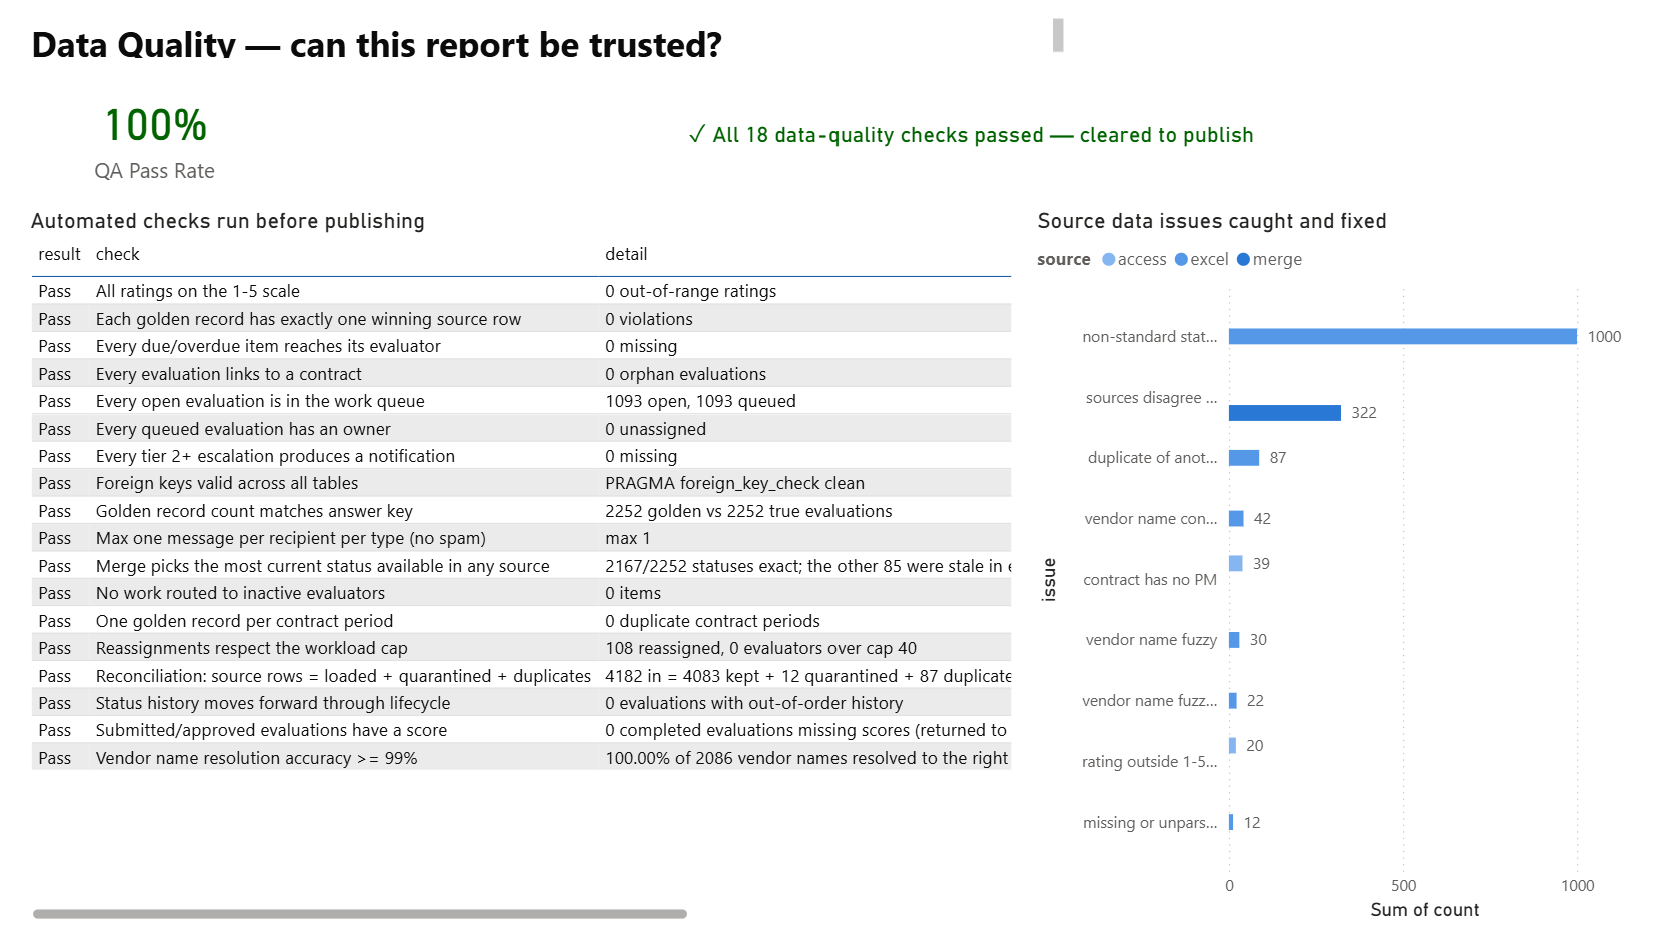 Data Quality — can this report be trusted?
100%
QA Pass Rate
✓ All 18 data-quality checks passed — cleared to publish
Automated checks run before publishing
result check detail
Pass All ratings on the 1-5 scale 0 out-of-range ratings
Pass Each golden record has exactly one winning source row 0 violations
Pass Every due/overdue item reaches its evaluator 0 missing
Pass Every evaluation links to a contract 0 orphan evaluations
Pass Every open evaluation is in the work queue 1093 open, 1093 queued
Pass Every queued evaluation has an owner 0 unassigned
Pass Every tier 2+ escalation produces a notification 0 missing
Pass Foreign keys valid across all tables PRAGMA foreign_key_check clean
Pass Golden record count matches answer key 2252 golden vs 2252 true evaluations
Pass Max one message per recipient per type (no spam) max 1
Pass Merge picks the most current status available in any source 2167/2252 statuses exact; the other 85 were stale in
Pass No work routed to inactive evaluators 0 items
Pass One golden record per contract period 0 duplicate contract periods
Pass Reassignments respect the workload cap 108 reassigned, 0 evaluators over cap 40
Pass Reconciliation: source rows = loaded + quarantined + duplicates 4182 in = 4083 kept + 12 quarantined + 87 duplicate
Pass Status history moves forward through lifecycle 0 evaluations with out-of-order history
Pass Submitted/approved evaluations have a score 0 completed evaluations missing scores (returned to
Pass Vendor name resolution accuracy >= 99% 100.00% of 2086 vendor names resolved to the right
Source data issues caught and fixed
source access excel merge
issue
non-standard stat... 1000
sources disagree ... 322
duplicate of anot... 87
vendor name con... 42
contract has no PM 39
vendor name fuzzy 30
vendor name fuzz... 22
rating outside 1-5... 20
missing or unpars... 12
0 500 1000
Sum of count